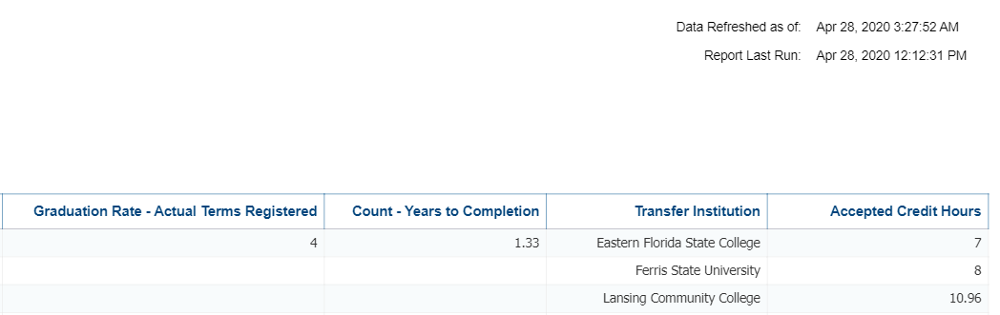 Data Refreshed as of: Apr 28, 2020 3:27:52 AM
Report Last Run: Apr 28, 2020 12:12:31 PM
Graduation Rate - Actual Terms Registered Count - Years to Completion Transfer Institution Accepted Credit Hours
4 1.33 Eastern Florida State College 7
Ferris State University 8
Lansing Community College 10.96